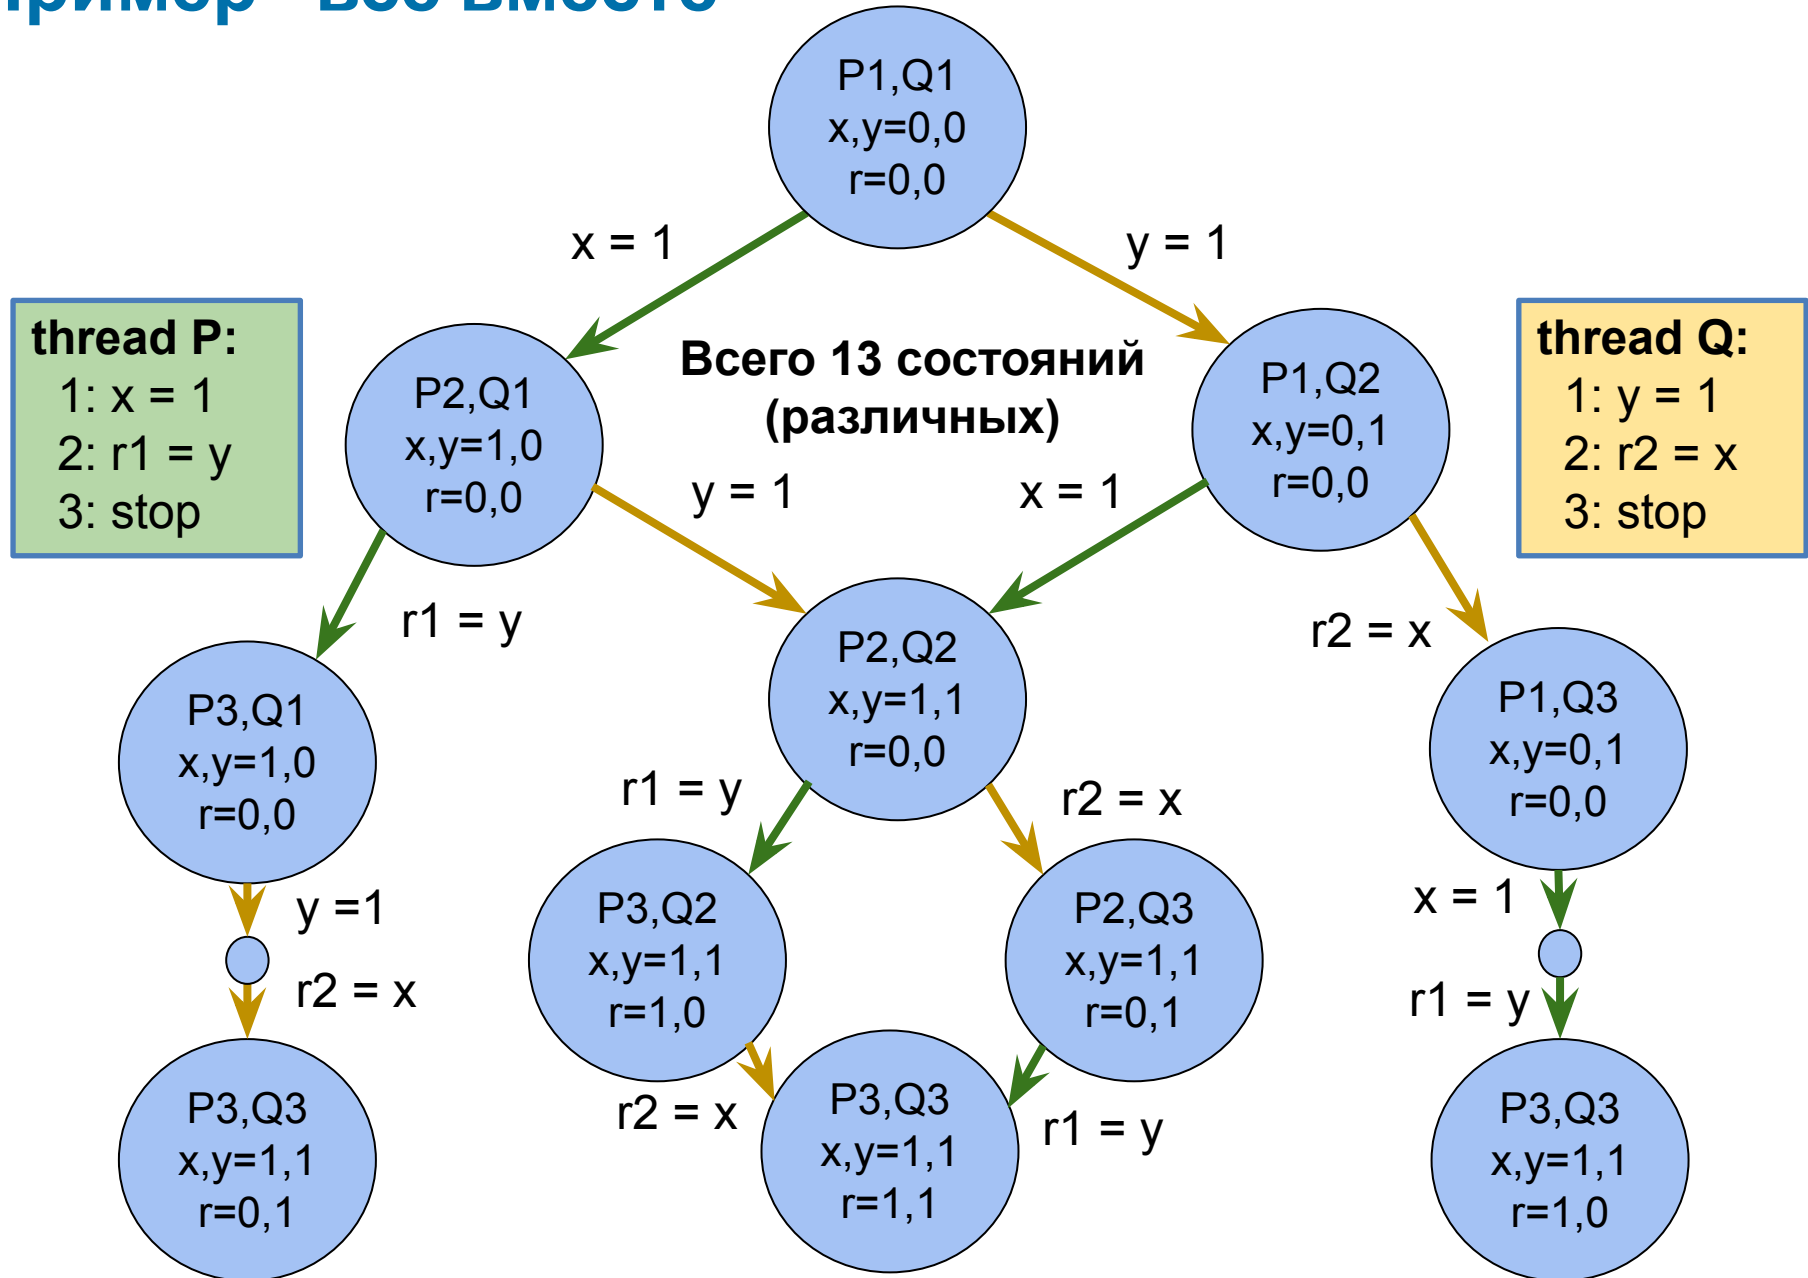 Пример - все вместе
P1,Q1
x,y=0,0
r=0,0
x = 1
y = 1
thread P:
1: x = 1
2: r1 = y
3: stop
Всего 13 состояний
(различных)
thread Q:
1: y = 1
2: r2 = x
3: stop
P2,Q1
x,y=1,0
r=0,0
P1,Q2
x,y=0,1
r=0,0
y = 1
x = 1
r1 = y
r2 = x
P3,Q1
x,y=1,0
r=0,0
P2,Q2
x,y=1,1
r=0,0
P1,Q3
x,y=0,1
r=0,0
r1 = y
r2 = x
y =1
x = 1
P3,Q2
x,y=1,1
r=1,0
P2,Q3
x,y=1,1
r=0,1
r2 = x
r1 = y
P3,Q3
x,y=1,1
r=0,1
r2 = x
P3,Q3
x,y=1,1
r=1,1
r1 = y
P3,Q3
x,y=1,1
r=1,0